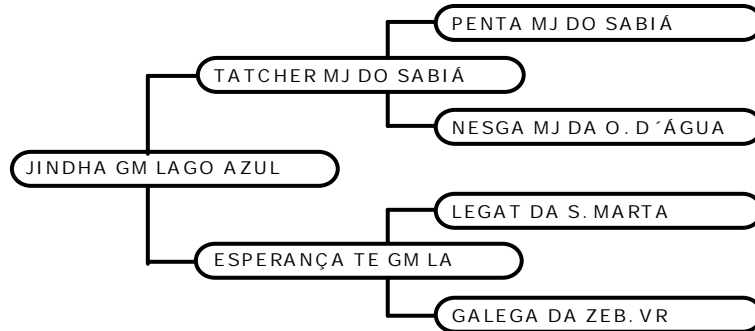 PENTA MJ DO SABIÁ
TATCHER MJ DO SABIÁ
NESGA MJ DA O. D´ÁGUA
JINDHA GM LAGO AZUL
LEGAT DA S. MARTA
ESPERANÇA TE GM LA
GALEGA DA ZEB. VR